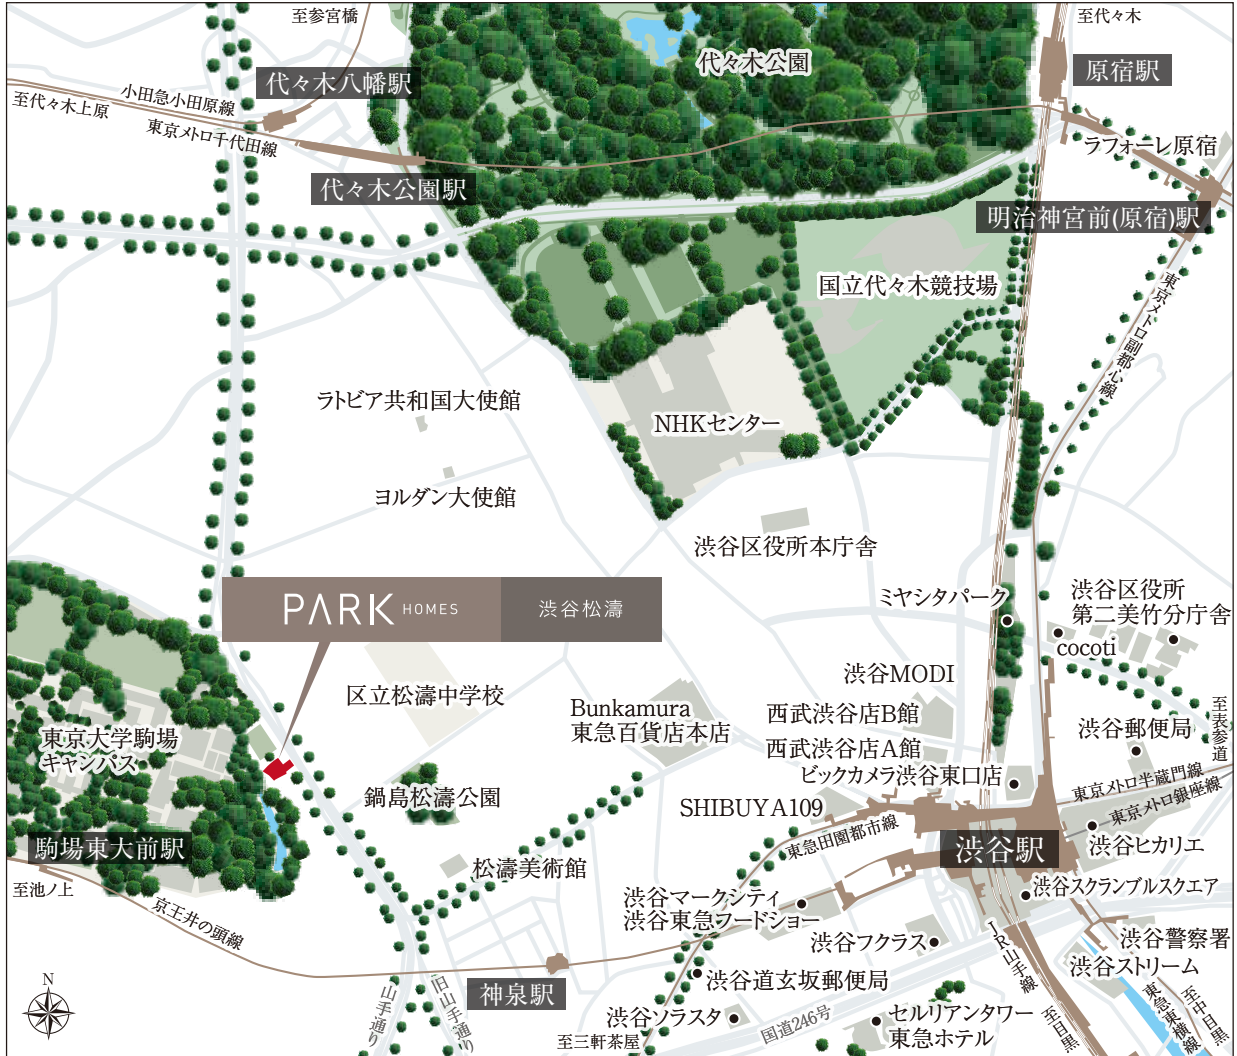 至参宮橋
至代々木
代々木公園
原宿駅
代々木八幡駅
小田急小田原線
至代々木上原
東京メトロ千代田線
ラフォーレ原宿
代々木公園駅
明治神宮前(原宿)駅
国立代々木競技場
東京メトロ副都心線
ラトビア共和国大使館
NHKセンター
ヨルダン大使館
渋谷区役所本庁舎
PARK HOMES 渋谷松濤
ミヤシタパーク
渋谷区役所
第二美竹分庁舎
cocoti
渋谷MODI
区立松濤中学校
Bunkamura
東急百貨店本店
西武渋谷店B館
渋谷郵便局
至表参道
東京大学駒場
キャンパス
西武渋谷店A館
ビックカメラ渋谷東口店
東京メトロ半蔵門線
東京メトロ銀座線
鍋島松濤公園
SHIBUYA109
東急田園都市線
渋谷駅
渋谷ヒカリエ
駒場東大前駅
松濤美術館
至池ノ上
渋谷スクランブルスクエア
京王井の頭線
渋谷マークシティ
渋谷東急フードショー
渋谷フクラス
JR山手線
渋谷警察署
渋谷ストリーム
N
神泉駅
渋谷道玄坂郵便局
山手通り
旧山手通り
渋谷ソラスタ
国道246号
セルリアンタワー
東急ホテル
至三軒茶屋
至目黒
東急東横線
至中目黒